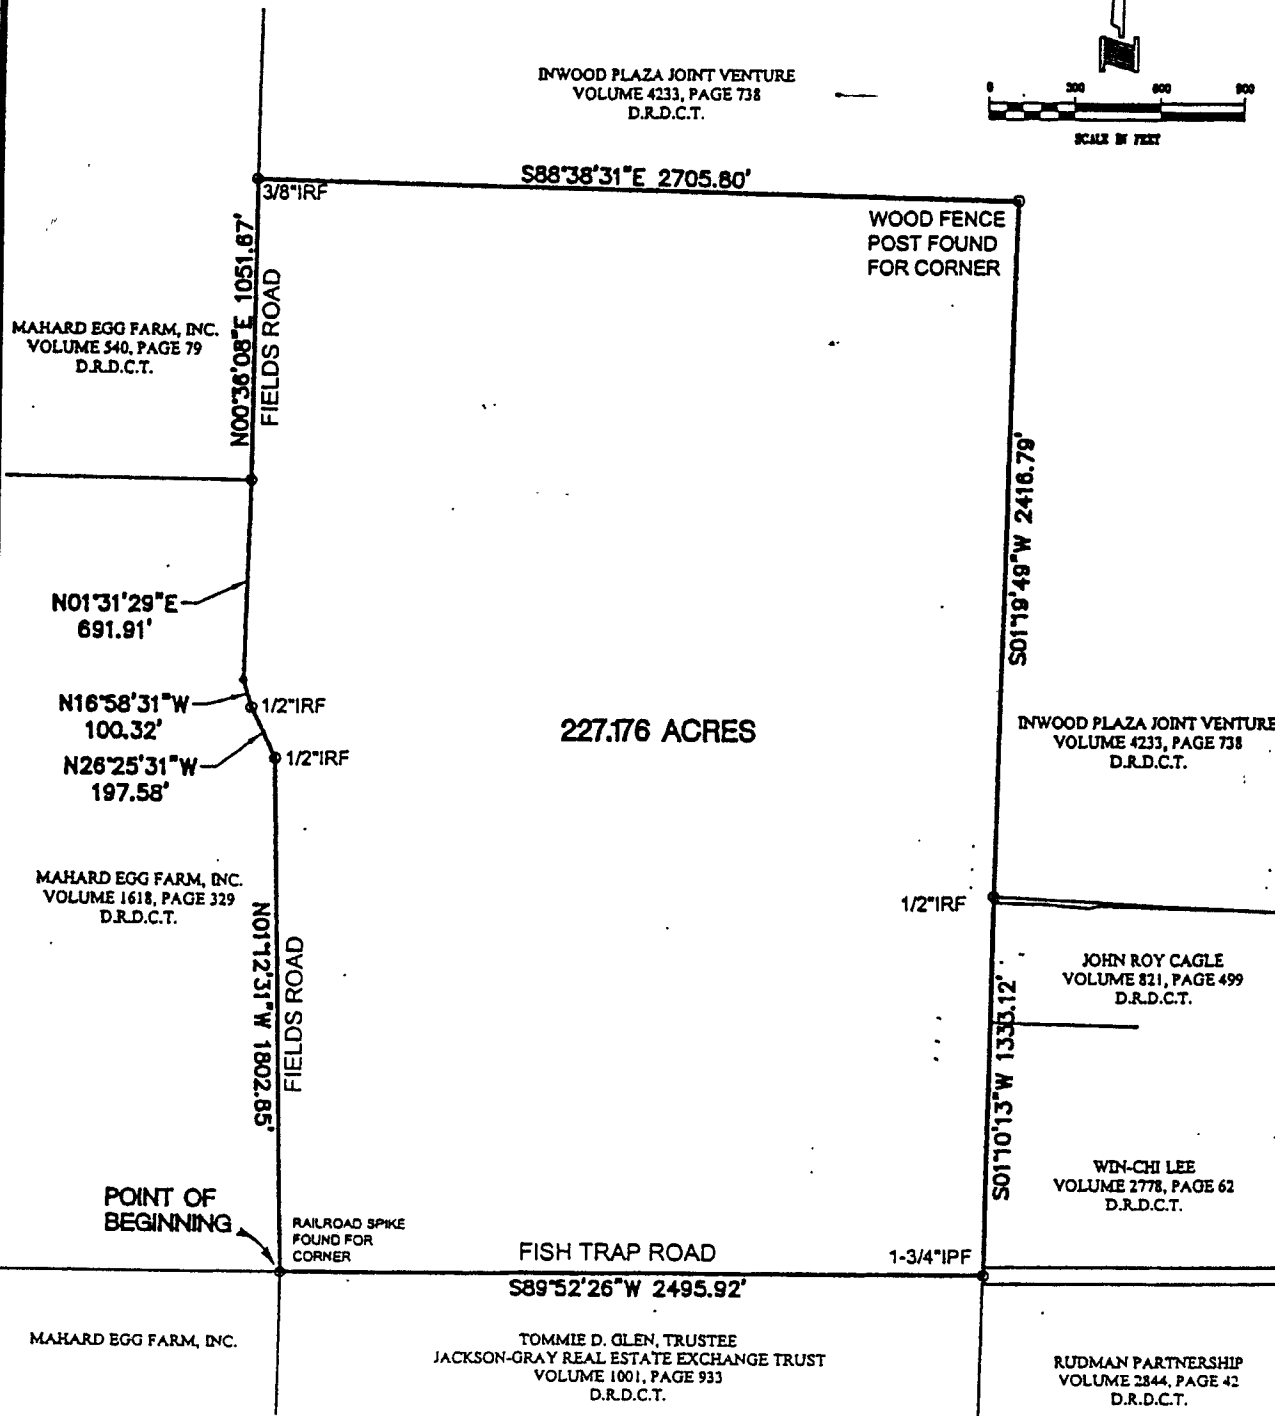 INWOOD PLAZA JOINT VENTURE
VOLUME 4233, PAGE 738
D.R.D.C.T.
0 300 600 900
SCALE IN FEET
S88°38'31"E 2705.80'
3/8"IRF
WOOD FENCE
POST FOUND
FOR CORNER
N00°36'08"E 1051.67'
FIELDS ROAD
MAHARD EGG FARM, INC.
VOLUME 540, PAGE 79
D.R.D.C.T.
S01°19'49"W 2416.79'
N01°31'29"E
691.91'
N16°58'31"W
100.32'
1/2"IRF
N26°25'31"W
197.58'
1/2"IRF
227.176 ACRES
INWOOD PLAZA JOINT VENTURE
VOLUME 4233, PAGE 738
D.R.D.C.T.
MAHARD EGG FARM, INC.
VOLUME 1618, PAGE 329
D.R.D.C.T.
1/2"IRF
N01°12'31"W 1802.85'
FIELDS ROAD
JOHN ROY CAGLE
VOLUME 821, PAGE 499
D.R.D.C.T.
S01°10'13"W 1333.12'
WIN-CHI LEE
VOLUME 2778, PAGE 62
D.R.D.C.T.
POINT OF
BEGINNING
RAILROAD SPIKE
FOUND FOR
CORNER
FISH TRAP ROAD
1-3/4"IPF
S89°52'26"W 2495.92'
MAHARD EGG FARM, INC.
TOMMIE D. GLEN, TRUSTEE
JACKSON-GRAY REAL ESTATE EXCHANGE TRUST
VOLUME 1001, PAGE 933
D.R.D.C.T.
RUDMAN PARTNERSHIP
VOLUME 2844, PAGE 42
D.R.D.C.T.